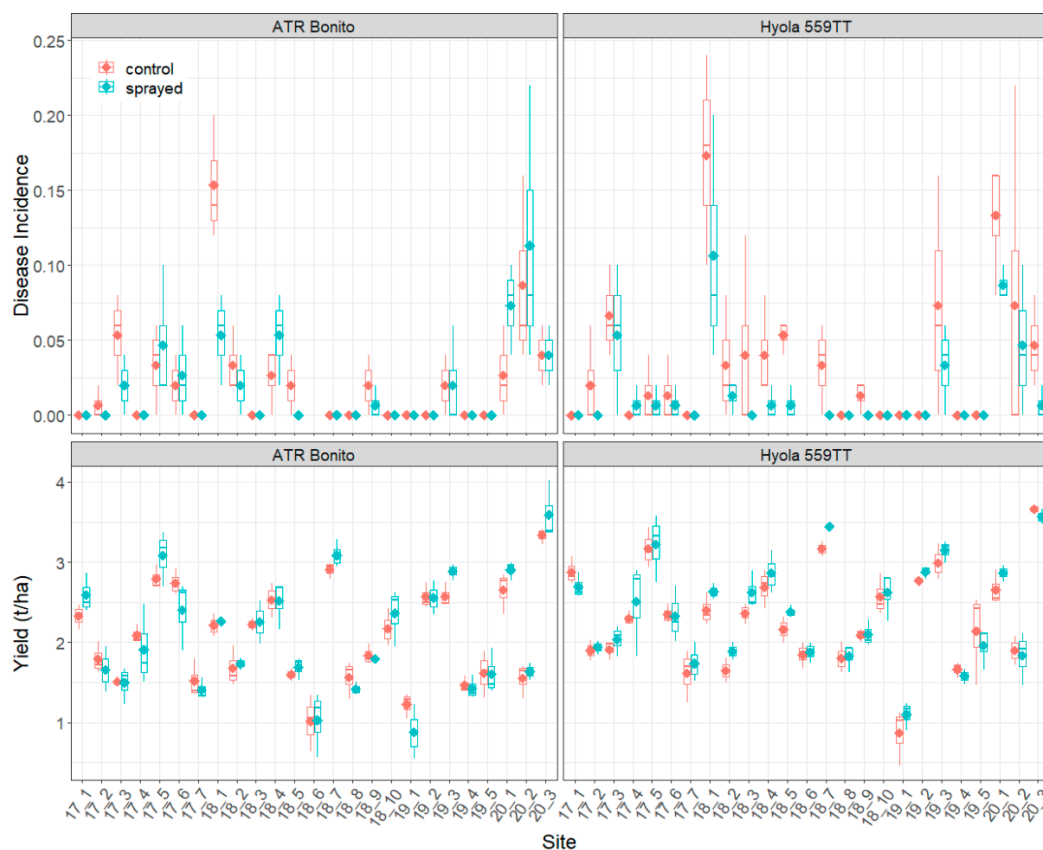 ATR Bonito Hyola 559TT
0.25
control
sprayed
0.20
0.15
0.10
0.05
0.00
Disease Incidence
ATR Bonito Hyola 559TT
4
3
2
1
Yield (t/ha)
17_1 17_2 17_3 17_4 17_5 17_6 17_7 18_1 18_2 18_3 18_4 18_5 18_6 18_7 18_8 18_9 18_10 19_1 19_2 19_3 19_4 19_5 20_1 20_2 20_3 17_1 17_2 17_3 17_4 17_5 17_6 17_7 18_1 18_2 18_3 18_4 18_5 18_6 18_7 18_8 18_9 18_10 19_1 19_2 19_3 19_4 19_5 20_1 20_2 20_3
Site